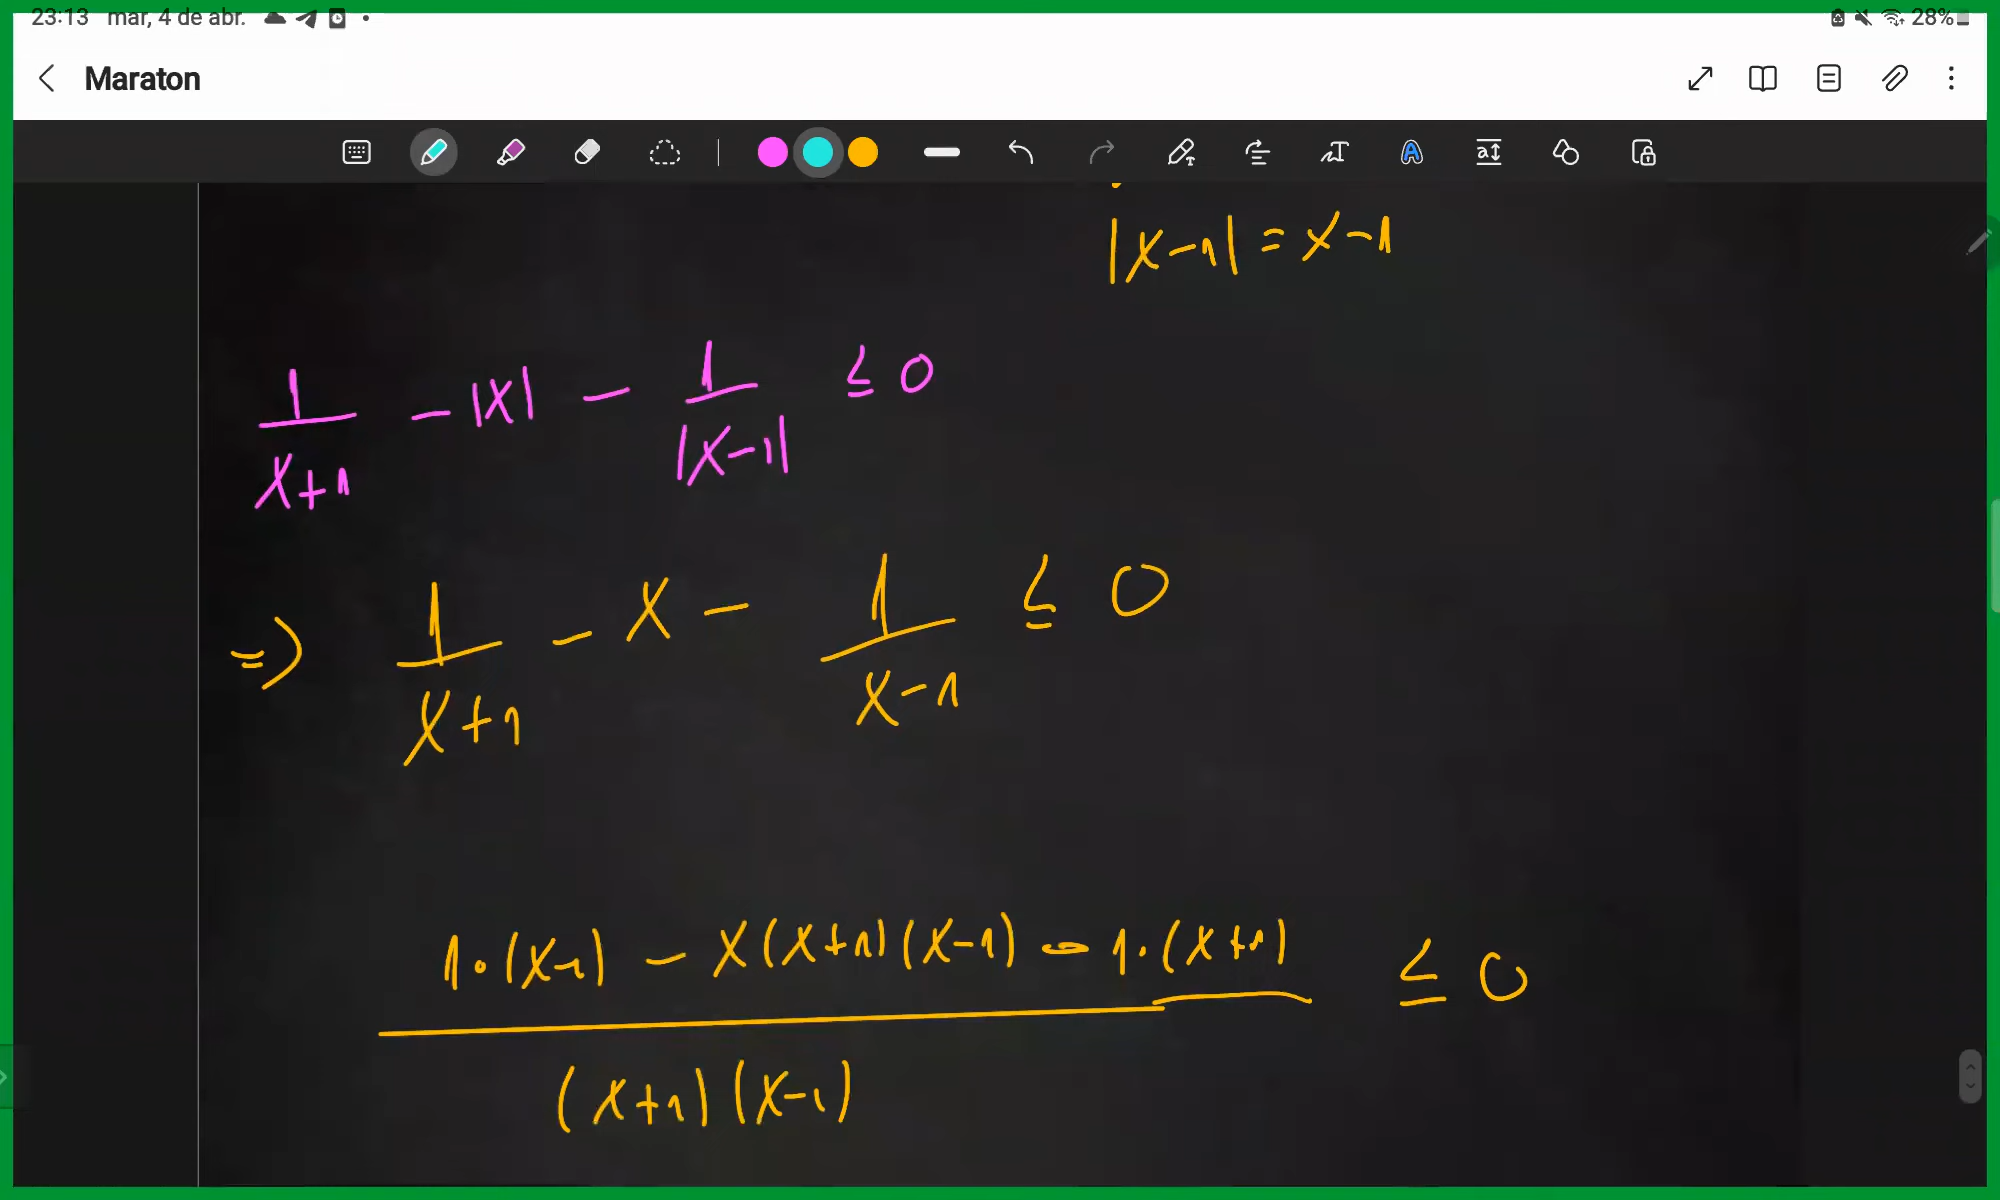 23:13 mar, 4 de abr. 28%
Maraton
|x-1| = x-1
1/(x+1) - |x| - 1/|x-1| ≤ 0
=> 1/(x+1) - x - 1/(x-1) ≤ 0
(1·(x-1) - x(x+1)(x-1) - 1·(x+1))/((x+1)(x-1)) ≤ 0